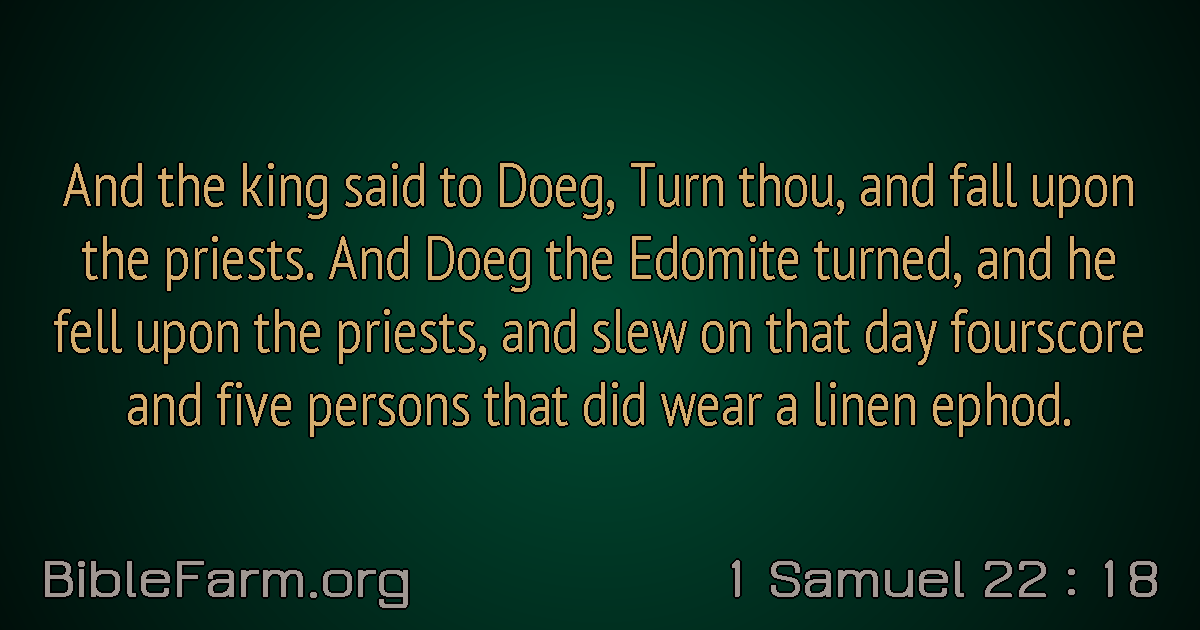 And the king said to Doeg, Turn thou, and fall upon
the priests. And Doeg the Edomite turned, and he
fell upon the priests, and slew on that day fourscore
and five persons that did wear a linen ephod.
BibleFarm.org
1 Samuel 22 : 18